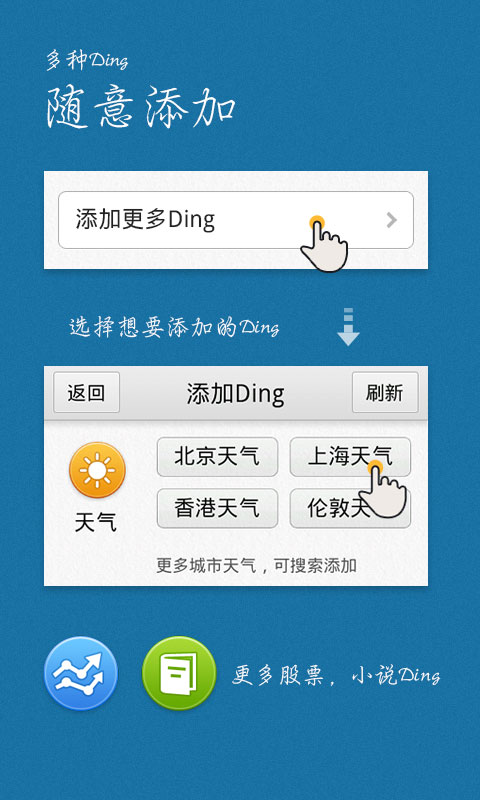 多种Ding
随意添加
添加更多Ding
选择想要添加的Ding
返回 添加Ding 刷新
北京天气 上海天气
天气
香港天气 伦敦天
更多城市天气，可搜索添加
更多股票，小说Ding